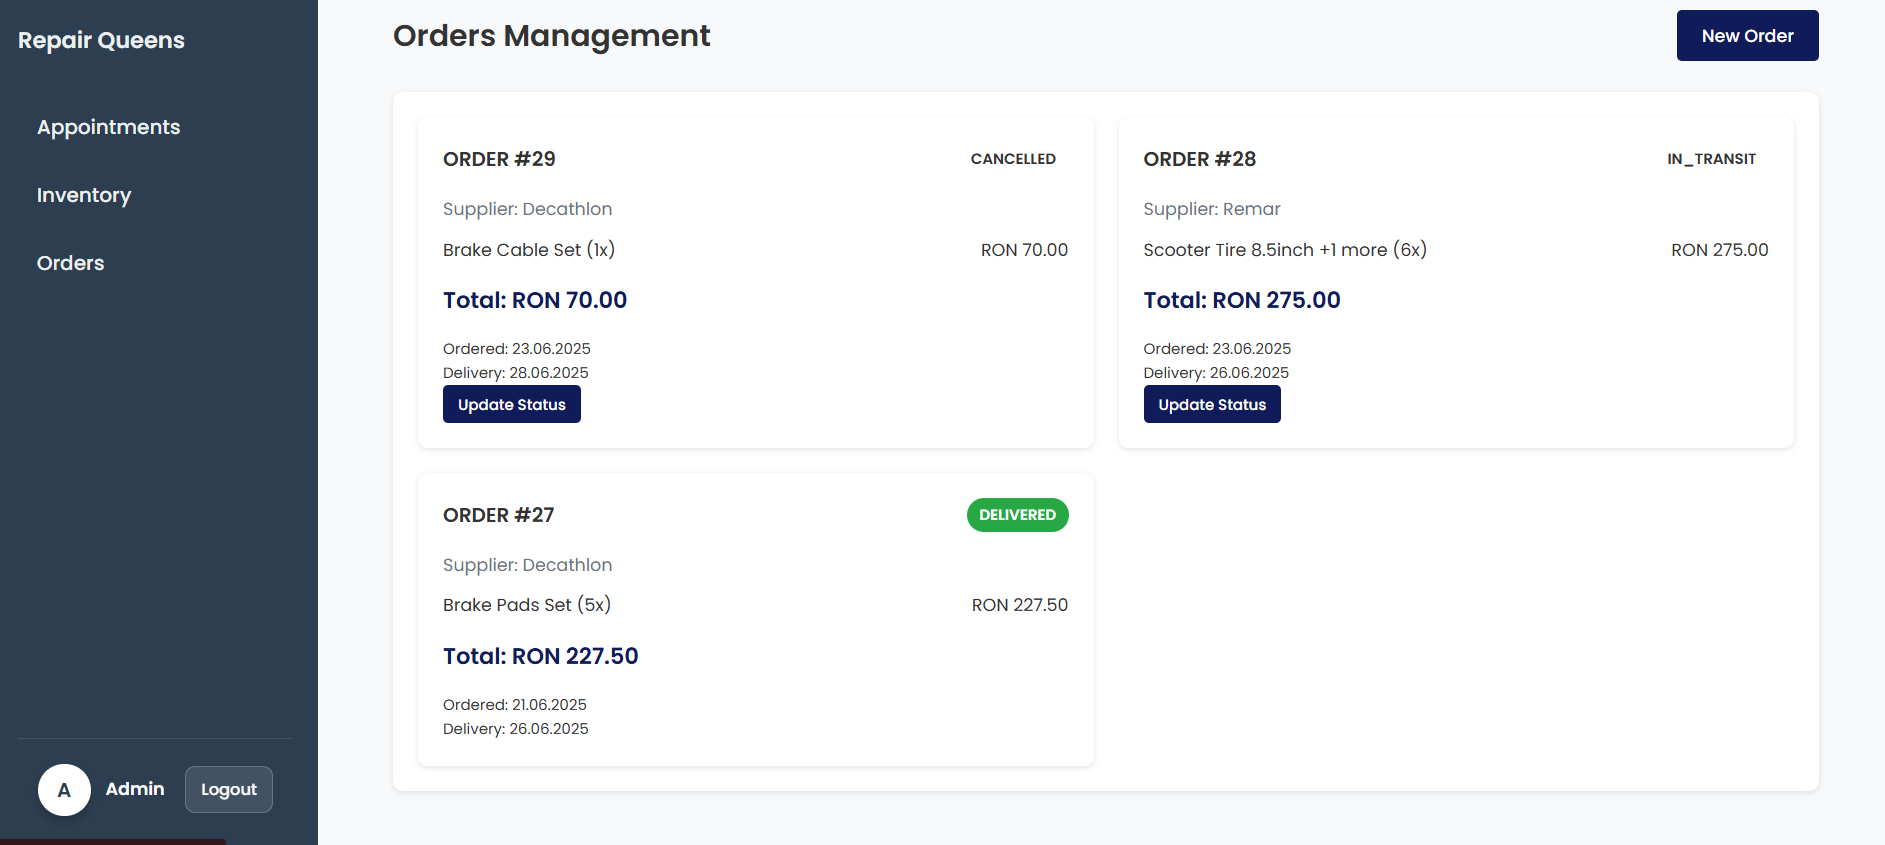 Repair Queens
Appointments
Inventory
Orders
A
Admin
Logout
Orders Management
New Order
ORDER #29
CANCELLED
Supplier: Decathlon
Brake Cable Set (1x)
RON 70.00
Total: RON 70.00
Ordered: 23.06.2025
Delivery: 28.06.2025
Update Status
ORDER #28
IN_TRANSIT
Supplier: Remar
Scooter Tire 8.5inch +1 more (6x)
RON 275.00
Total: RON 275.00
Ordered: 23.06.2025
Delivery: 26.06.2025
Update Status
ORDER #27
DELIVERED
Supplier: Decathlon
Brake Pads Set (5x)
RON 227.50
Total: RON 227.50
Ordered: 21.06.2025
Delivery: 26.06.2025